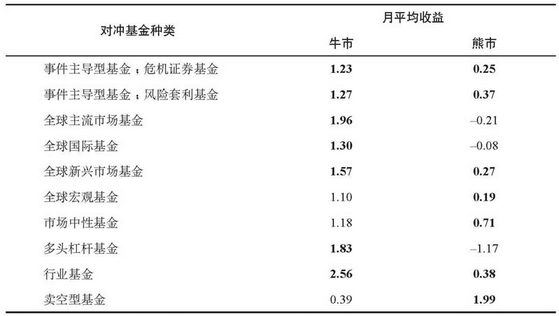 对冲基金种类 月平均收益
牛市 熊市
事件主导型基金:危机证券基金 1.23 0.25
事件主导型基金:风险套利基金 1.27 0.37
全球主流市场基金 1.96 –0.21
全球国际基金 1.30 –0.08
全球新兴市场基金 1.57 0.27
全球宏观基金 1.10 0.19
市场中性基金 1.18 0.71
多头杠杆基金 1.83 –1.17
行业基金 2.56 0.38
卖空型基金 0.39 1.99